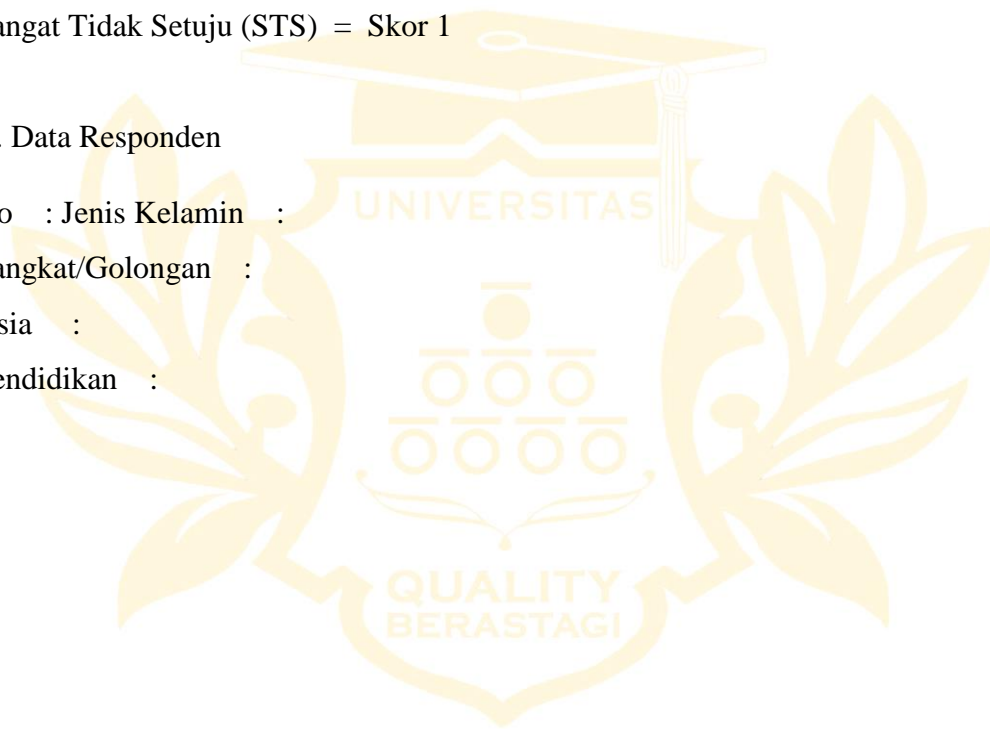 angat Tidak Setuju (STS) = Skor 1
. Data Responden
o : Jenis Kelamin :
angkat/Golongan :
sia :
endidikan :
UNIVERSITAS
QUALITY
BERASTAGI